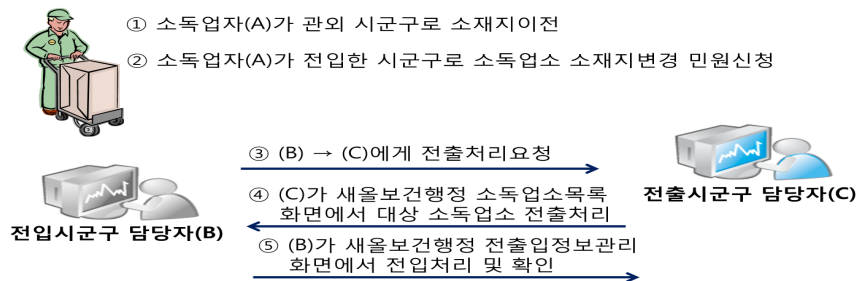 ① 소독업자(A)가 관외 시군구로 소재지이전
② 소독업자(A)가 전입한 시군구로 소독업소 소재지변경 민원신청
③ (B) → (C)에게 전출처리요청
④ (C)가 새올보건행정 소독업소목록
화면에서 대상 소독업소 전출처리
⑤ (B)가 새올보건행정 전출입정보관리
화면에서 전입처리 및 확인
전입시군구 담당자(B)
전출시군구 담당자(C)